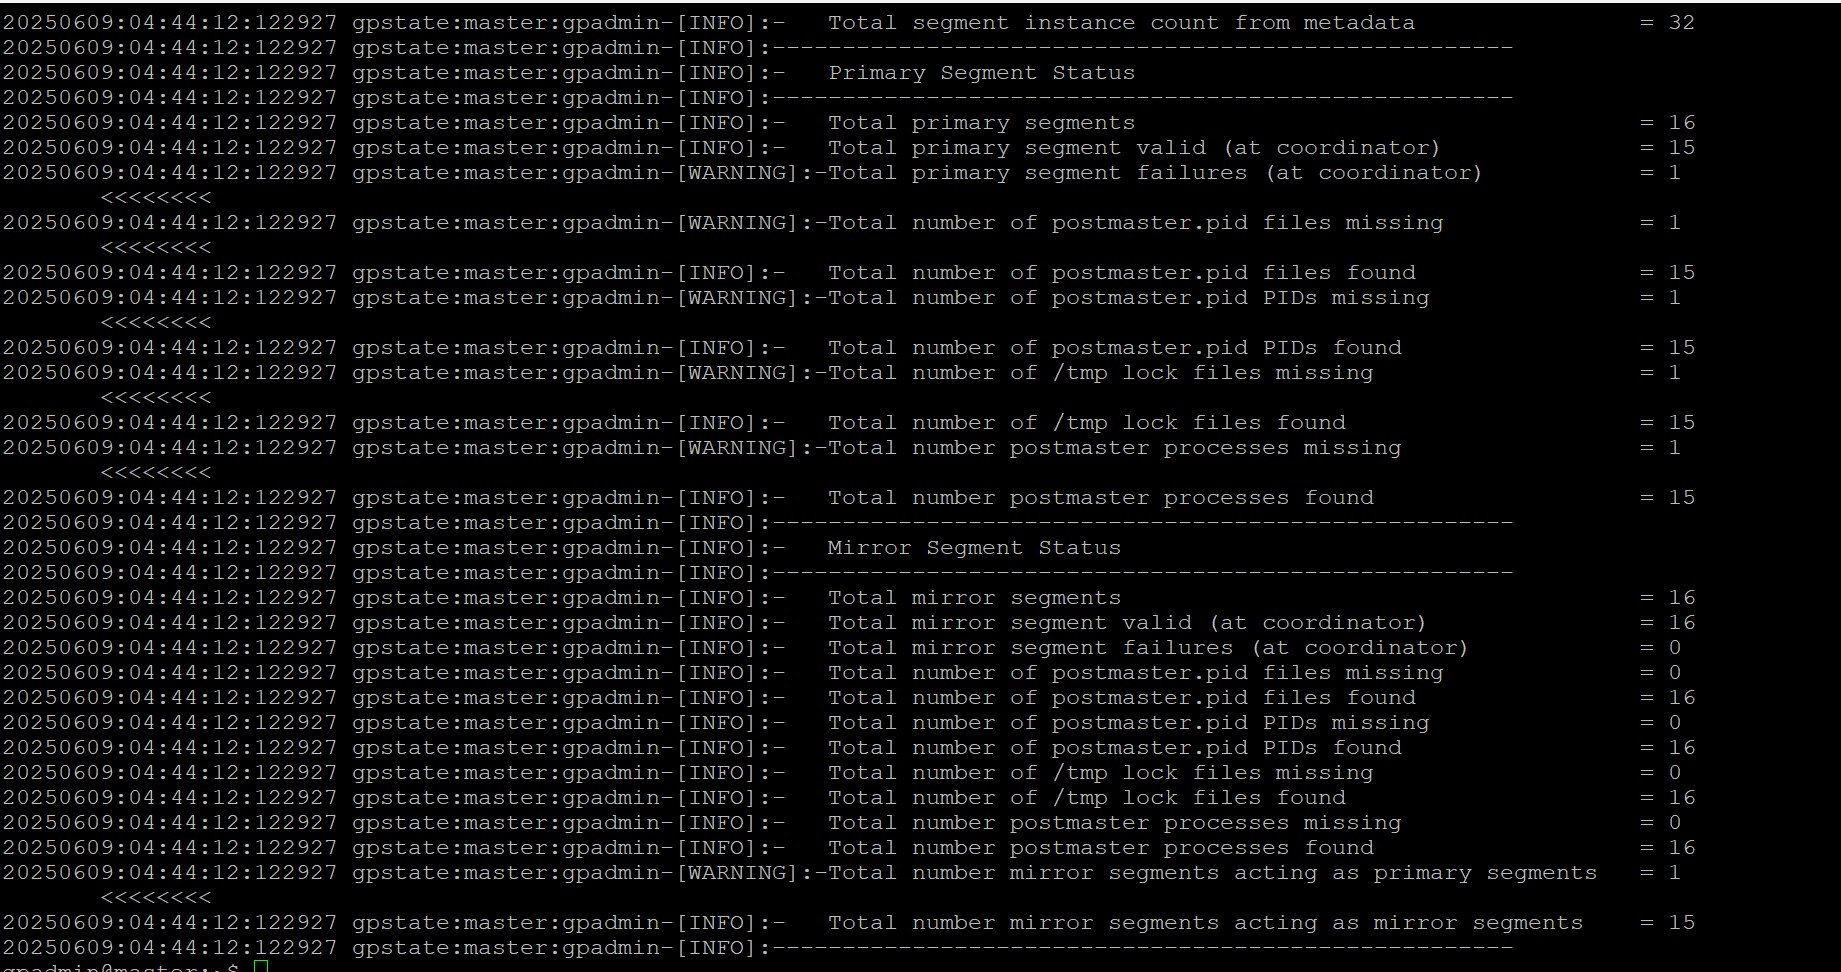 20250609:04:44:12:122927 gpstate:master:gpadmin-[INFO]:-   Total segment instance count from metadata                = 32
20250609:04:44:12:122927 gpstate:master:gpadmin-[INFO]:-----------------------------------------------------
20250609:04:44:12:122927 gpstate:master:gpadmin-[INFO]:-   Primary Segment Status
20250609:04:44:12:122927 gpstate:master:gpadmin-[INFO]:-----------------------------------------------------
20250609:04:44:12:122927 gpstate:master:gpadmin-[INFO]:-   Total primary segments                                    = 16
20250609:04:44:12:122927 gpstate:master:gpadmin-[INFO]:-   Total primary segment valid (at coordinator)              = 15
20250609:04:44:12:122927 gpstate:master:gpadmin-[WARNING]:-Total primary segment failures (at coordinator)           = 1
<<<<<<<<
20250609:04:44:12:122927 gpstate:master:gpadmin-[WARNING]:-Total number of postmaster.pid files missing              = 1
<<<<<<<<
20250609:04:44:12:122927 gpstate:master:gpadmin-[INFO]:-   Total number of postmaster.pid files found                = 15
20250609:04:44:12:122927 gpstate:master:gpadmin-[WARNING]:-Total number of postmaster.pid PIDs missing               = 1
<<<<<<<<
20250609:04:44:12:122927 gpstate:master:gpadmin-[INFO]:-   Total number of postmaster.pid PIDs found                 = 15
20250609:04:44:12:122927 gpstate:master:gpadmin-[WARNING]:-Total number of /tmp lock files missing                   = 1
<<<<<<<<
20250609:04:44:12:122927 gpstate:master:gpadmin-[INFO]:-   Total number of /tmp lock files found                     = 15
20250609:04:44:12:122927 gpstate:master:gpadmin-[WARNING]:-Total number postmaster processes missing                 = 1
<<<<<<<<
20250609:04:44:12:122927 gpstate:master:gpadmin-[INFO]:-   Total number postmaster processes found                   = 15
20250609:04:44:12:122927 gpstate:master:gpadmin-[INFO]:-----------------------------------------------------
20250609:04:44:12:122927 gpstate:master:gpadmin-[INFO]:-   Mirror Segment Status
20250609:04:44:12:122927 gpstate:master:gpadmin-[INFO]:-----------------------------------------------------
20250609:04:44:12:122927 gpstate:master:gpadmin-[INFO]:-   Total mirror segments                                     = 16
20250609:04:44:12:122927 gpstate:master:gpadmin-[INFO]:-   Total mirror segment valid (at coordinator)               = 16
20250609:04:44:12:122927 gpstate:master:gpadmin-[INFO]:-   Total mirror segment failures (at coordinator)            = 0
20250609:04:44:12:122927 gpstate:master:gpadmin-[INFO]:-   Total number of postmaster.pid files missing              = 0
20250609:04:44:12:122927 gpstate:master:gpadmin-[INFO]:-   Total number of postmaster.pid files found                = 16
20250609:04:44:12:122927 gpstate:master:gpadmin-[INFO]:-   Total number of postmaster.pid PIDs missing               = 0
20250609:04:44:12:122927 gpstate:master:gpadmin-[INFO]:-   Total number of postmaster.pid PIDs found                 = 16
20250609:04:44:12:122927 gpstate:master:gpadmin-[INFO]:-   Total number of /tmp lock files missing                   = 0
20250609:04:44:12:122927 gpstate:master:gpadmin-[INFO]:-   Total number of /tmp lock files found                     = 16
20250609:04:44:12:122927 gpstate:master:gpadmin-[INFO]:-   Total number postmaster processes missing                 = 0
20250609:04:44:12:122927 gpstate:master:gpadmin-[INFO]:-   Total number postmaster processes found                   = 16
20250609:04:44:12:122927 gpstate:master:gpadmin-[WARNING]:-Total number mirror segments acting as primary segments   = 1
<<<<<<<<
20250609:04:44:12:122927 gpstate:master:gpadmin-[INFO]:-   Total number mirror segments acting as mirror segments    = 15
20250609:04:44:12:122927 gpstate:master:gpadmin-[INFO]:-----------------------------------------------------
gpadmin@master:~$